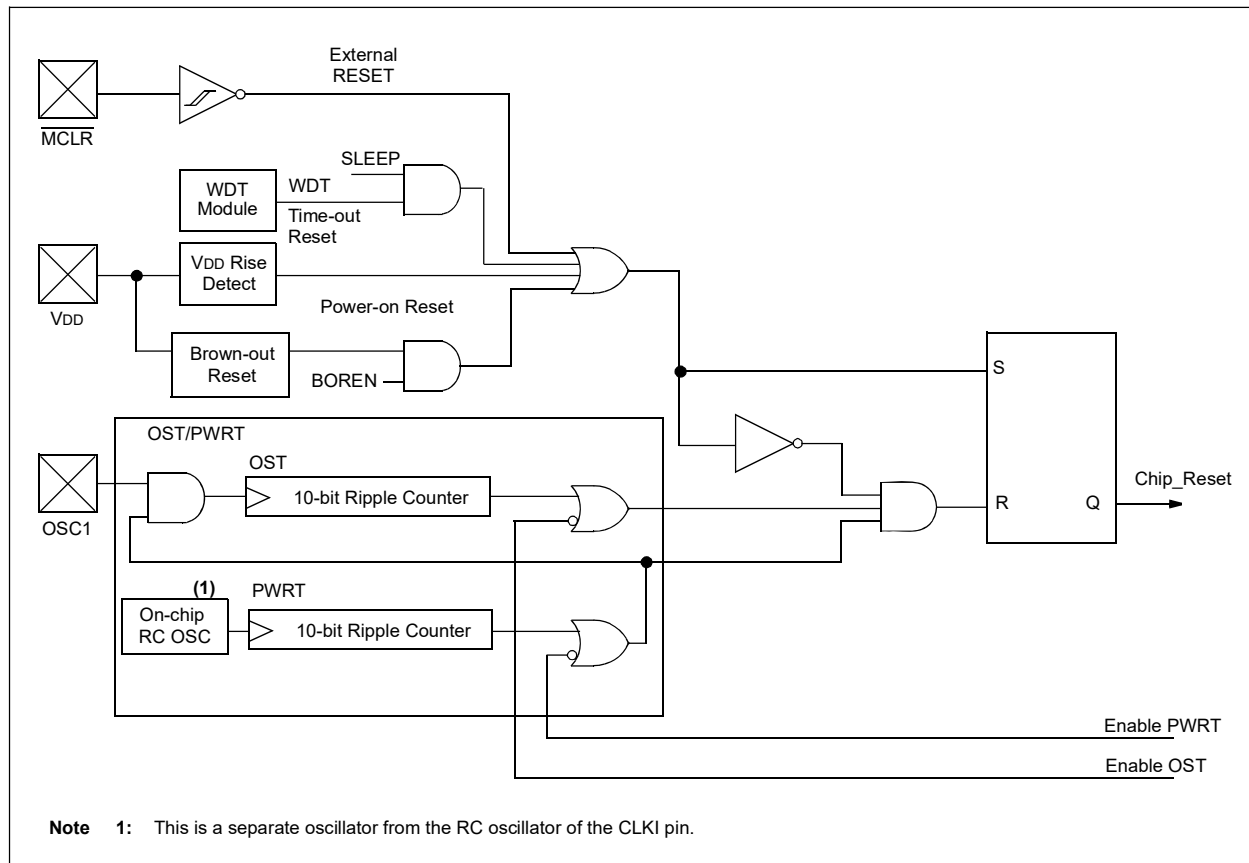 External
RESET
MCLR
SLEEP
WDT
Module
WDT
Time-out
Reset
VDD Rise
Detect
VDD
Power-on Reset
Brown-out
Reset
BOREN
S
OST/PWRT
OST
10-bit Ripple Counter
OSC1
Chip_Reset
R
Q
(1)
PWRT
On-chip
RC OSC
10-bit Ripple Counter
Enable PWRT
Enable OST
Note 1: This is a separate oscillator from the RC oscillator of the CLKI pin.